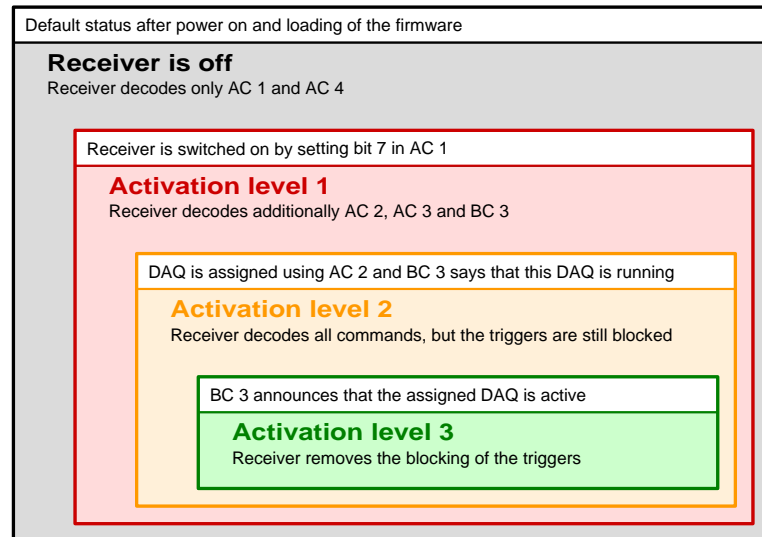 Default status after power on and loading of the firmware
Receiver is off
Receiver decodes only AC 1 and AC 4
Receiver is switched on by setting bit 7 in AC 1
Activation level 1
Receiver decodes additionally AC 2, AC 3 and BC 3
DAQ is assigned using AC 2 and BC 3 says that this DAQ is running
Activation level 2
Receiver decodes all commands, but the triggers are still blocked
BC 3 announces that the assigned DAQ is active
Activation level 3
Receiver removes the blocking of the triggers